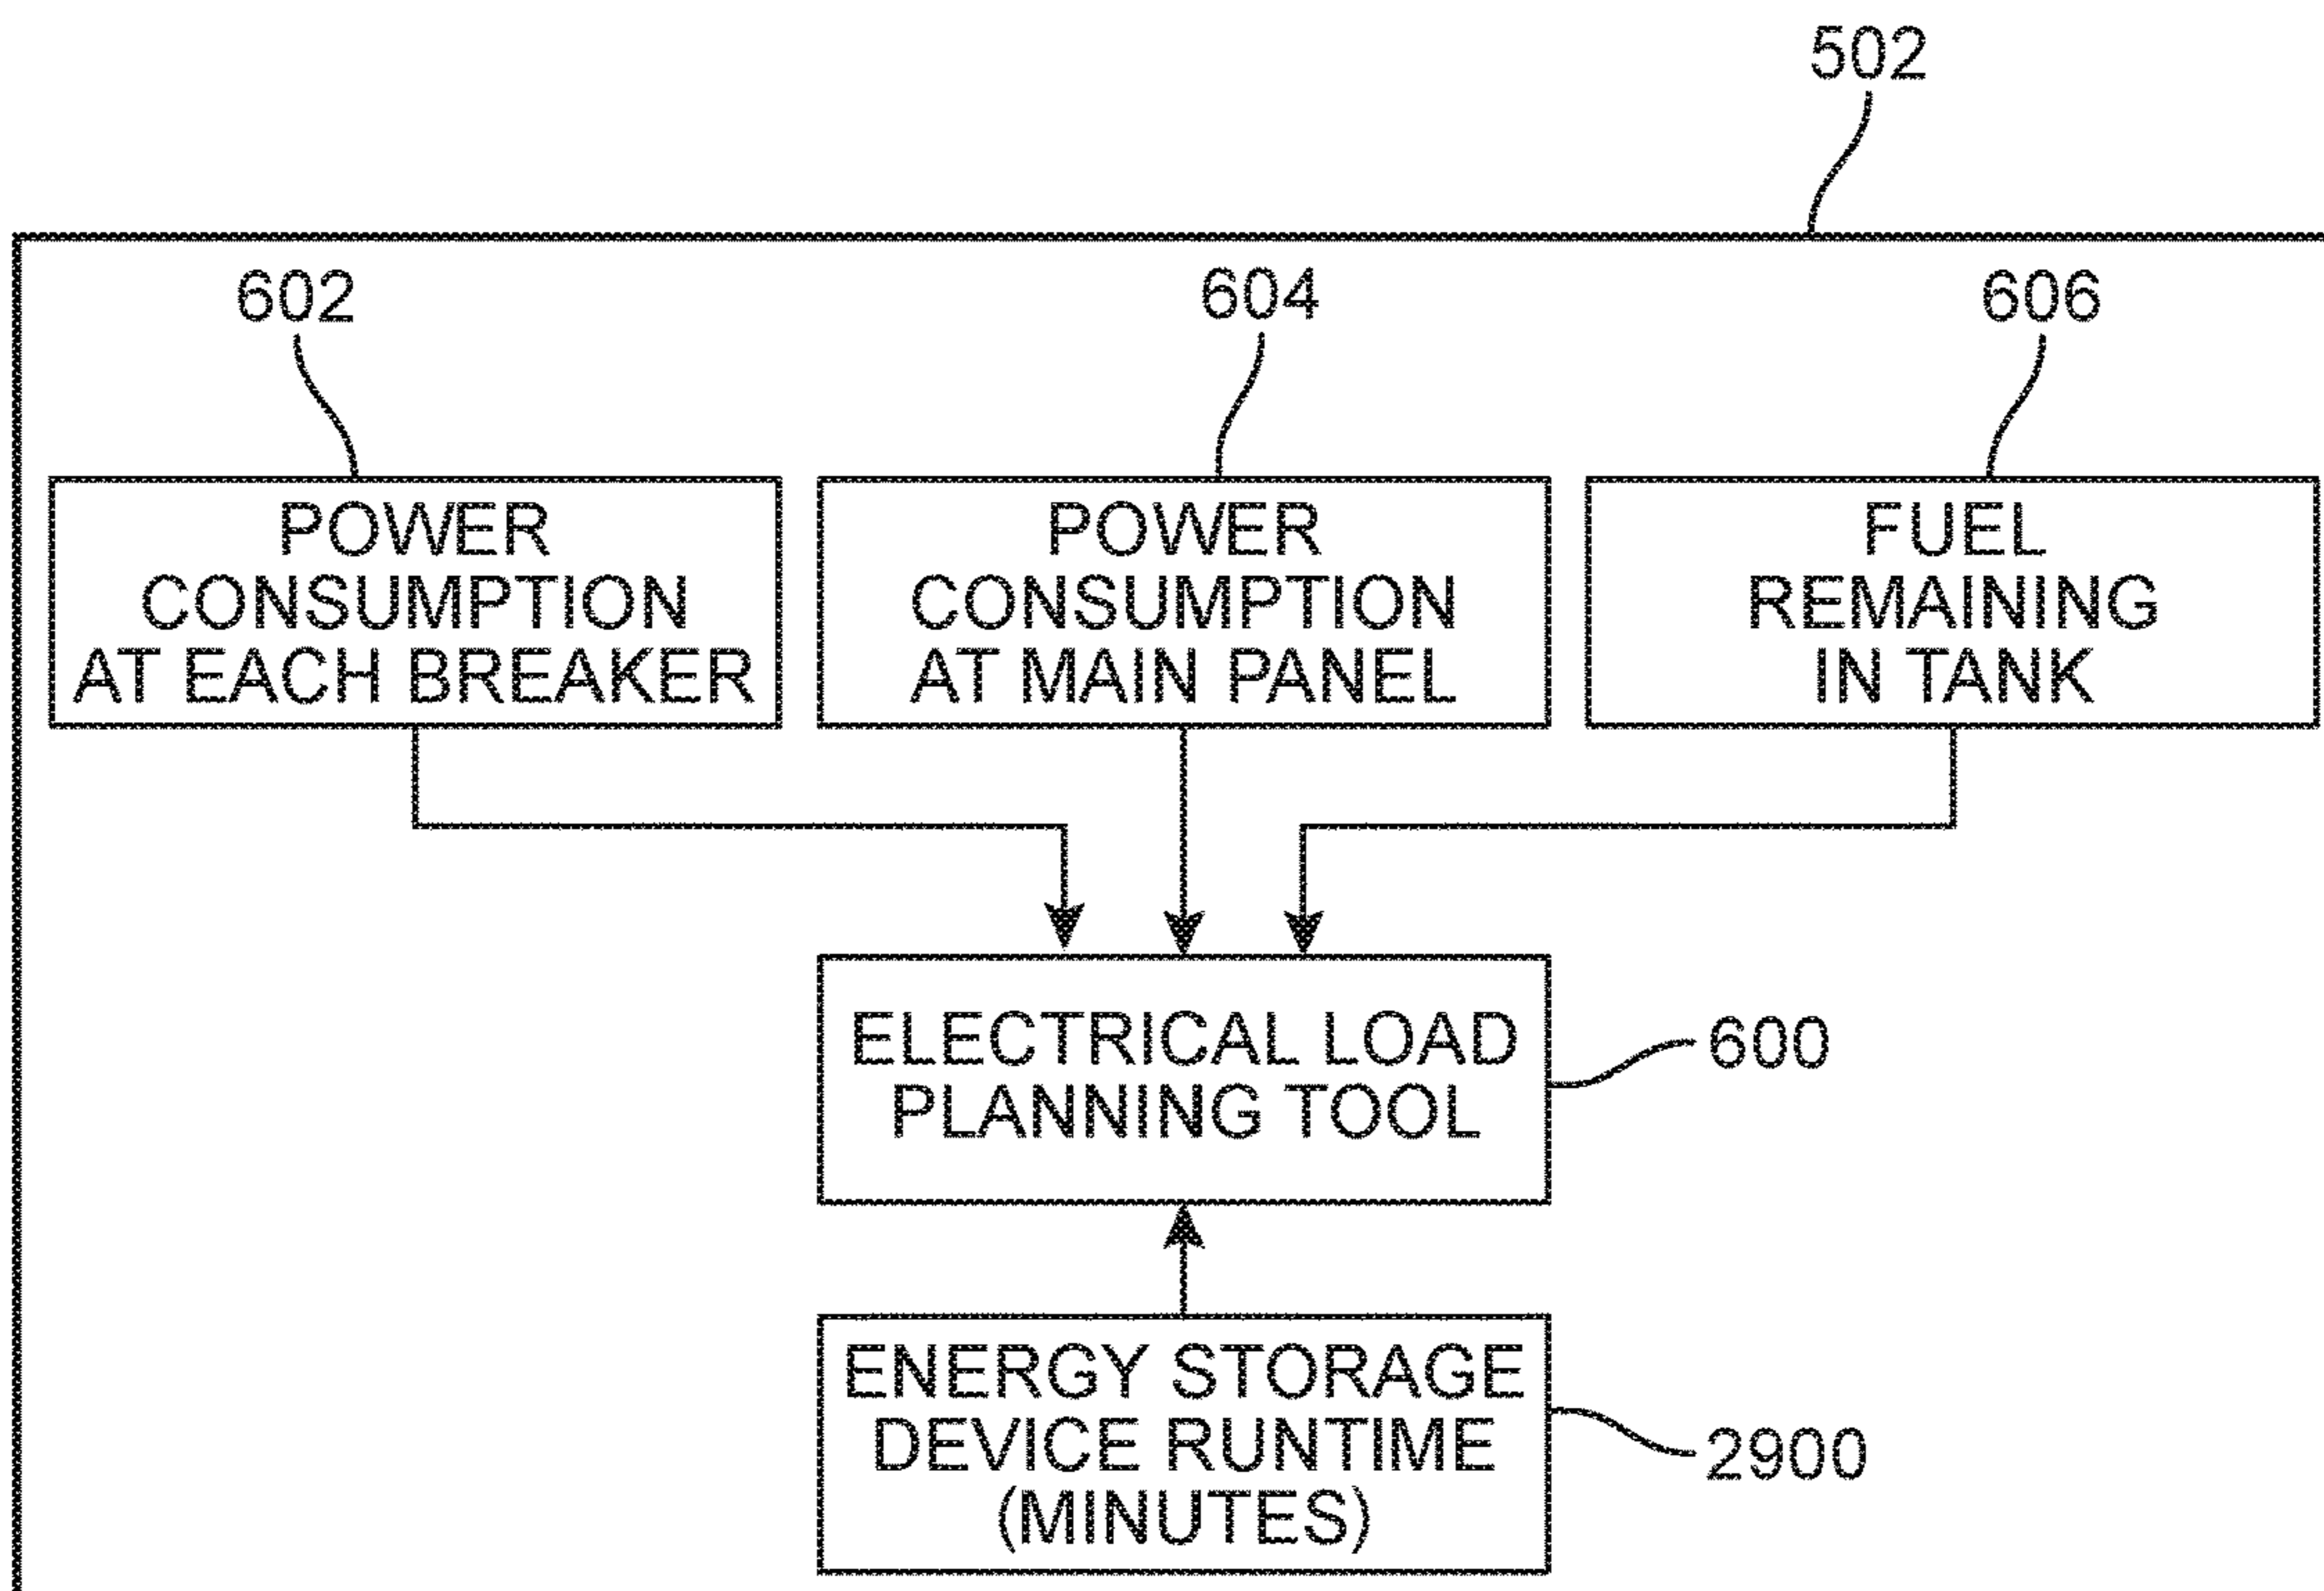 502
602
604
606
POWER
CONSUMPTION
AT EACH BREAKER
POWER
CONSUMPTION
AT MAIN PANEL
FUEL
REMAINING
IN TANK
ELECTRICAL LOAD
PLANNING TOOL
600
ENERGY STORAGE
DEVICE RUNTIME
(MINUTES)
2900